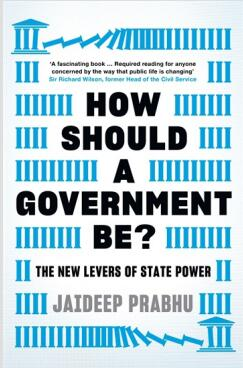 'A fascinating book ... Required reading for anyone
concerned by the way that public life is changing'
Sir Richard Wilson, former Head of the Civil Service
HOW
SHOULD
A
GOVERNMENT
BE?
THE NEW LEVERS OF STATE POWER
JAIDEEP PRABHU